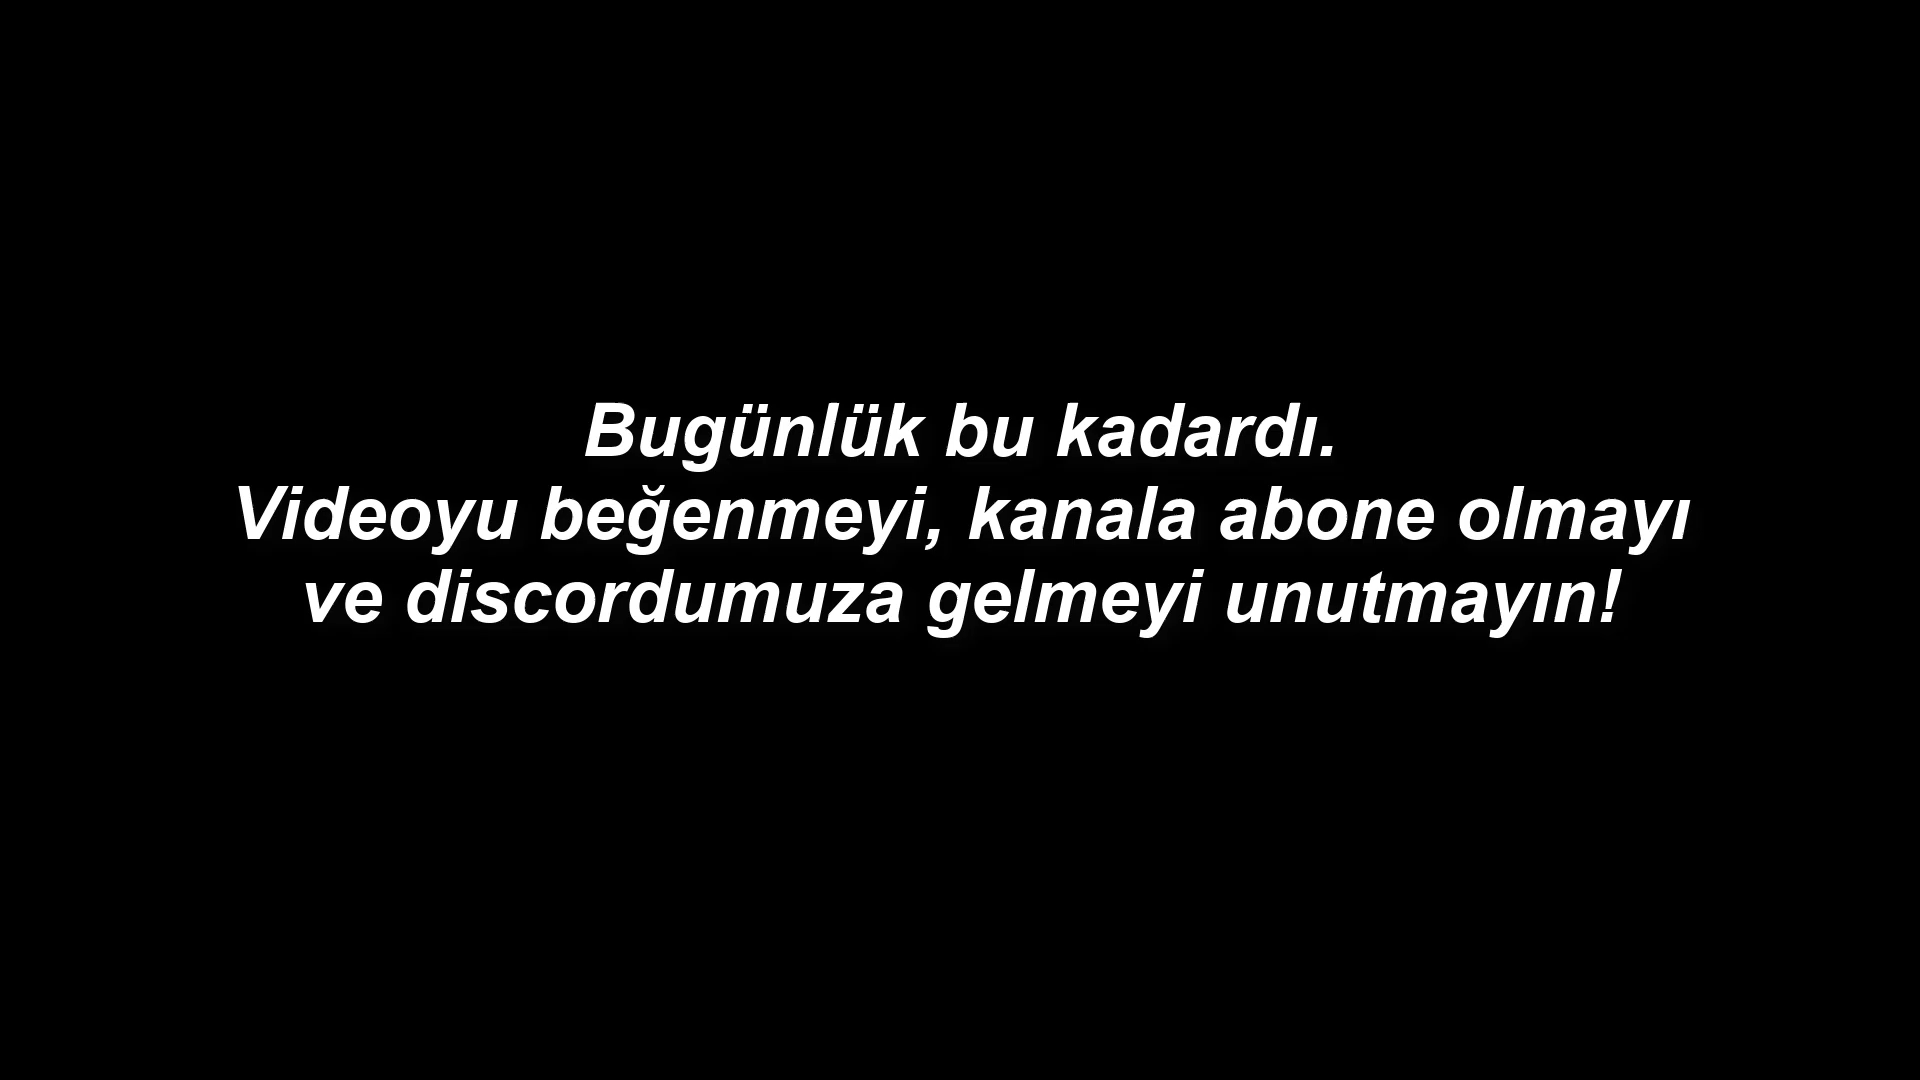 Bugünlük bu kadardı.
Videoyu beğenmeyi, kanala abone olmayı
ve discordumuza gelmeyi unutmayın!